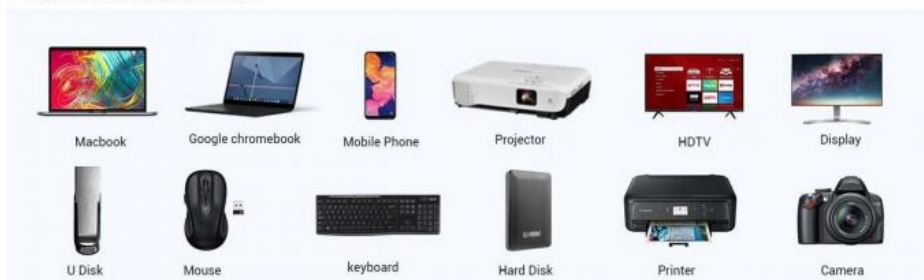 Macbook
Google chromebook
Mobile Phone
Projector
HDTV
Display
U Disk
Mouse
keyboard
Hard Disk
Printer
Camera